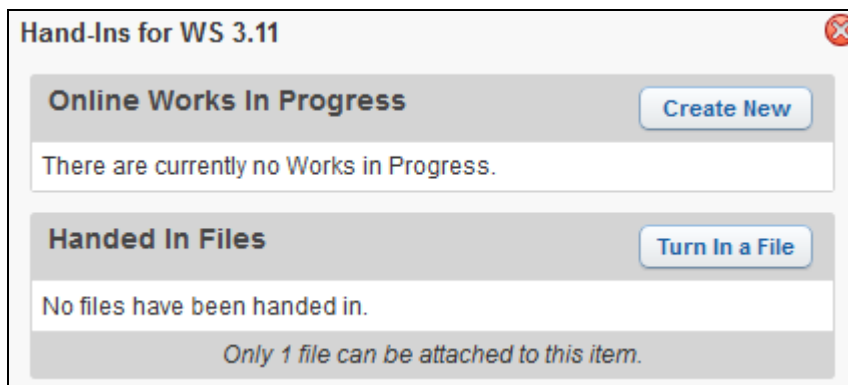 Hand-Ins for WS 3.11
Online Works In Progress
Create New
There are currently no Works in Progress.
Handed In Files
Turn In a File
No files have been handed in.
Only 1 file can be attached to this item.